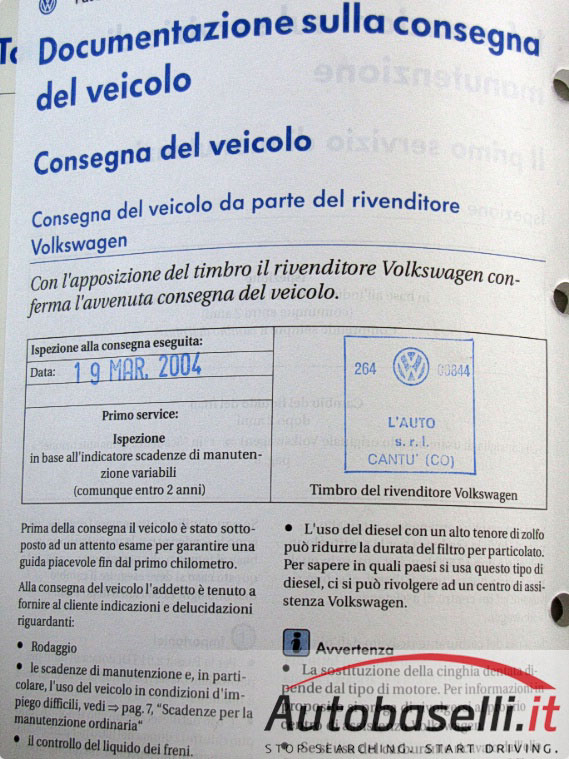 Documentazione sulla consegna
del veicolo
Consegna del veicolo
Consegna del veicolo da parte del rivenditore
Volkswagen
Con l'apposizione del timbro il rivenditore Volkswagen con-
ferma l'avvenuta consegna del veicolo.
Ispezione alla consegna eseguita:
Data: 19 MAR. 2004
Primo service:
Ispezione
in base all'indicatore scadenze di manuten-
zione variabili
(comunque entro 2 anni)
264 00844
L'AUTO
s.r.l.
CANTU' (CO)
Timbro del rivenditore Volkswagen
Prima della consegna il veicolo è stato sotto-
posto ad un attento esame per garantire una
guida piacevole fin dal primo chilometro.
Alla consegna del veicolo l'addetto è tenuto a
fornire al cliente indicazioni e delucidazioni
riguardanti:
• Rodaggio
• le scadenze di manutenzione e, in parti-
colare, l'uso del veicolo in condizioni d'im-
piego difficili, vedi ⇒ pag. 7, "Scadenze per la
manutenzione ordinaria"
• il controllo del liquido dei freni.
• L'uso del diesel con un alto tenore di zolfo
può ridurre la durata del filtro per particolato.
Per sapere in quali paesi si usa questo tipo di
diesel, ci si può rivolgere ad un centro di assi-
stenza Volkswagen.
i Avvertenza
• La sostituzione della cinghia dentata di-
pende dal tipo di motore. Per informazioni in
Autobaselli.it
STOP SEARCHING. START DRIVING.